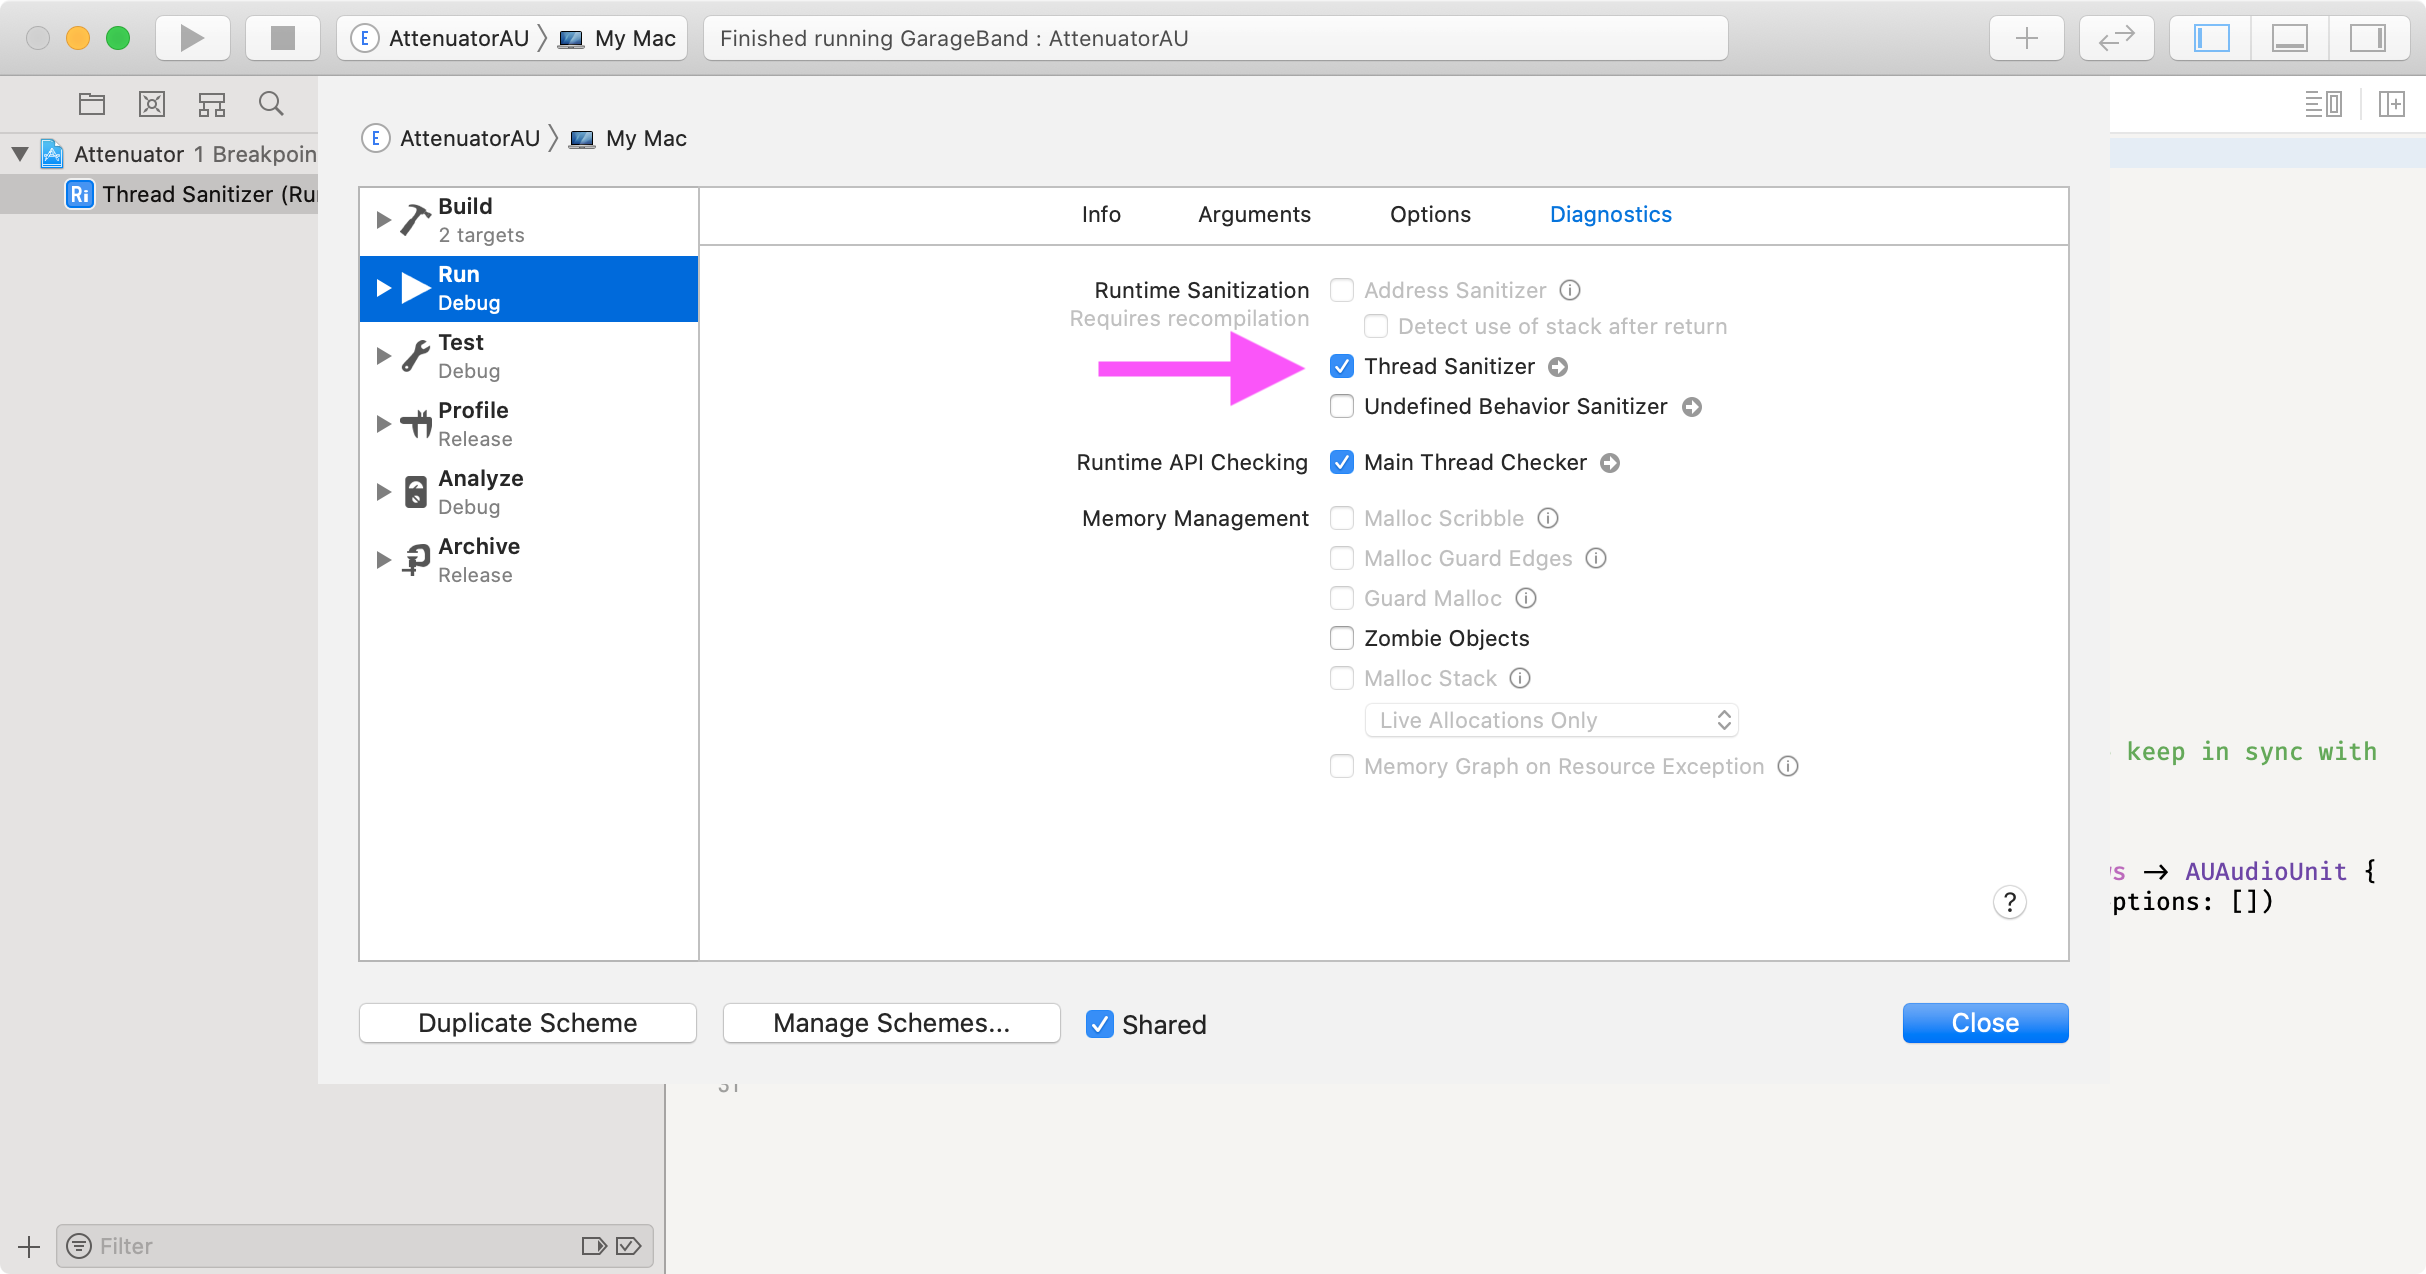 AttenuatorAU My Mac
Finished running GarageBand : AttenuatorAU
Attenuator 1 Breakpoin
Ri Thread Sanitizer (Ru
E AttenuatorAU My Mac
Build
2 targets
Run
Debug
Test
Debug
Profile
Release
Analyze
Debug
Archive
Release
Info Arguments Options Diagnostics
Runtime Sanitization
Requires recompilation
Address Sanitizer
Detect use of stack after return
Thread Sanitizer
Undefined Behavior Sanitizer
Runtime API Checking Main Thread Checker
Memory Management Malloc Scribble
Malloc Guard Edges
Guard Malloc
Zombie Objects
Malloc Stack
Live Allocations Only
Memory Graph on Resource Exception
?
keep in sync with
s -> AUAudioUnit {
ptions: [])
Duplicate Scheme Manage Schemes... Shared Close
31
Filter